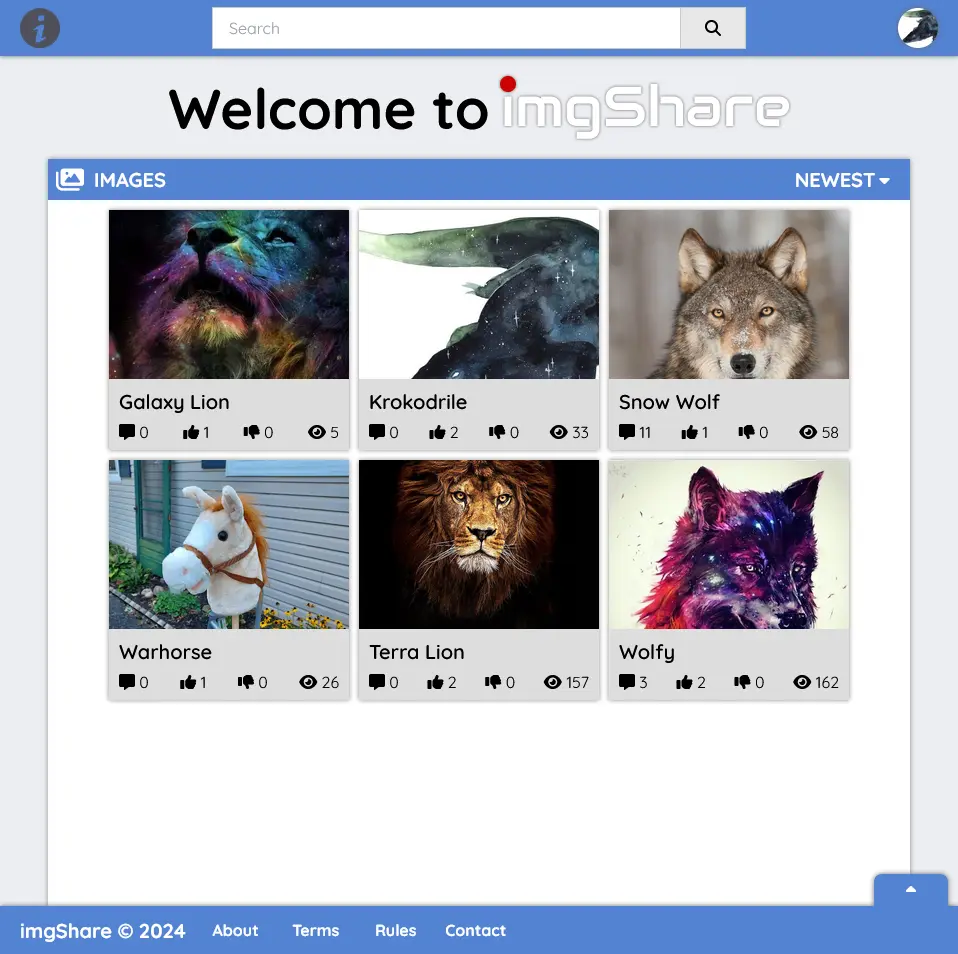 Search
Welcome to imgShare
IMAGES NEWEST
Galaxy Lion Krokodrile Snow Wolf
0 1 0 5 0 2 0 33 11 1 0 58
Warhorse Terra Lion Wolfy
0 1 0 26 0 2 0 157 3 2 0 162
imgShare © 2024 About Terms Rules Contact